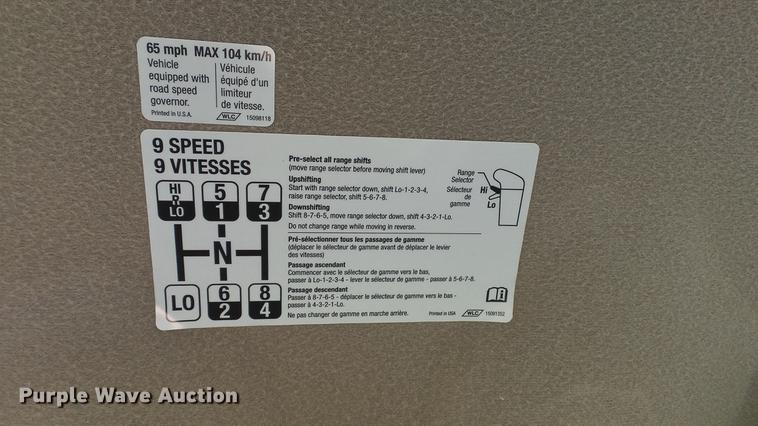 65 mph MAX 104 km/h
Vehicle
equipped with
road speed
governor.
Printed in U.S.A.
Véhicule
équipé d'un
limiteur
de vitesse.
WLC 15098118
9 SPEED
9 VITESSES
HI 5 7
R
LO 1 3
N
LO 6 8
2 4
Pre-select all range shifts
(move range selector before moving shift lever)
Upshifting
Start with range selector down, shift Lo-1-2-3-4,
raise range selector, shift 5-6-7-8.
Downshifting
Shift 8-7-6-5, move range selector down, shift 4-3-2-1-Lo.
Do not change range while moving in reverse.
Range
Selector
Sélecteur
de
gamme
Hi
Lo
Pré-sélectionner tous les passages de gamme
(déplacer le sélecteur de gamme avant de déplacer le levier
des vitesses)
Passage ascendant
Commencer avec le sélecteur de gamme vers le bas,
passer à Lo-1-2-3-4 - lever le sélecteur de gamme - passer à 5-6-7-8.
Passage descendant
Passer à 8-7-6-5 - déplacer le sélecteur de gamme vers le bas -
passer à 4-3-2-1-Lo.
Ne pas changer de gamme en marche arrière.
Printed in USA WLC 15091352
Purple Wave Auction